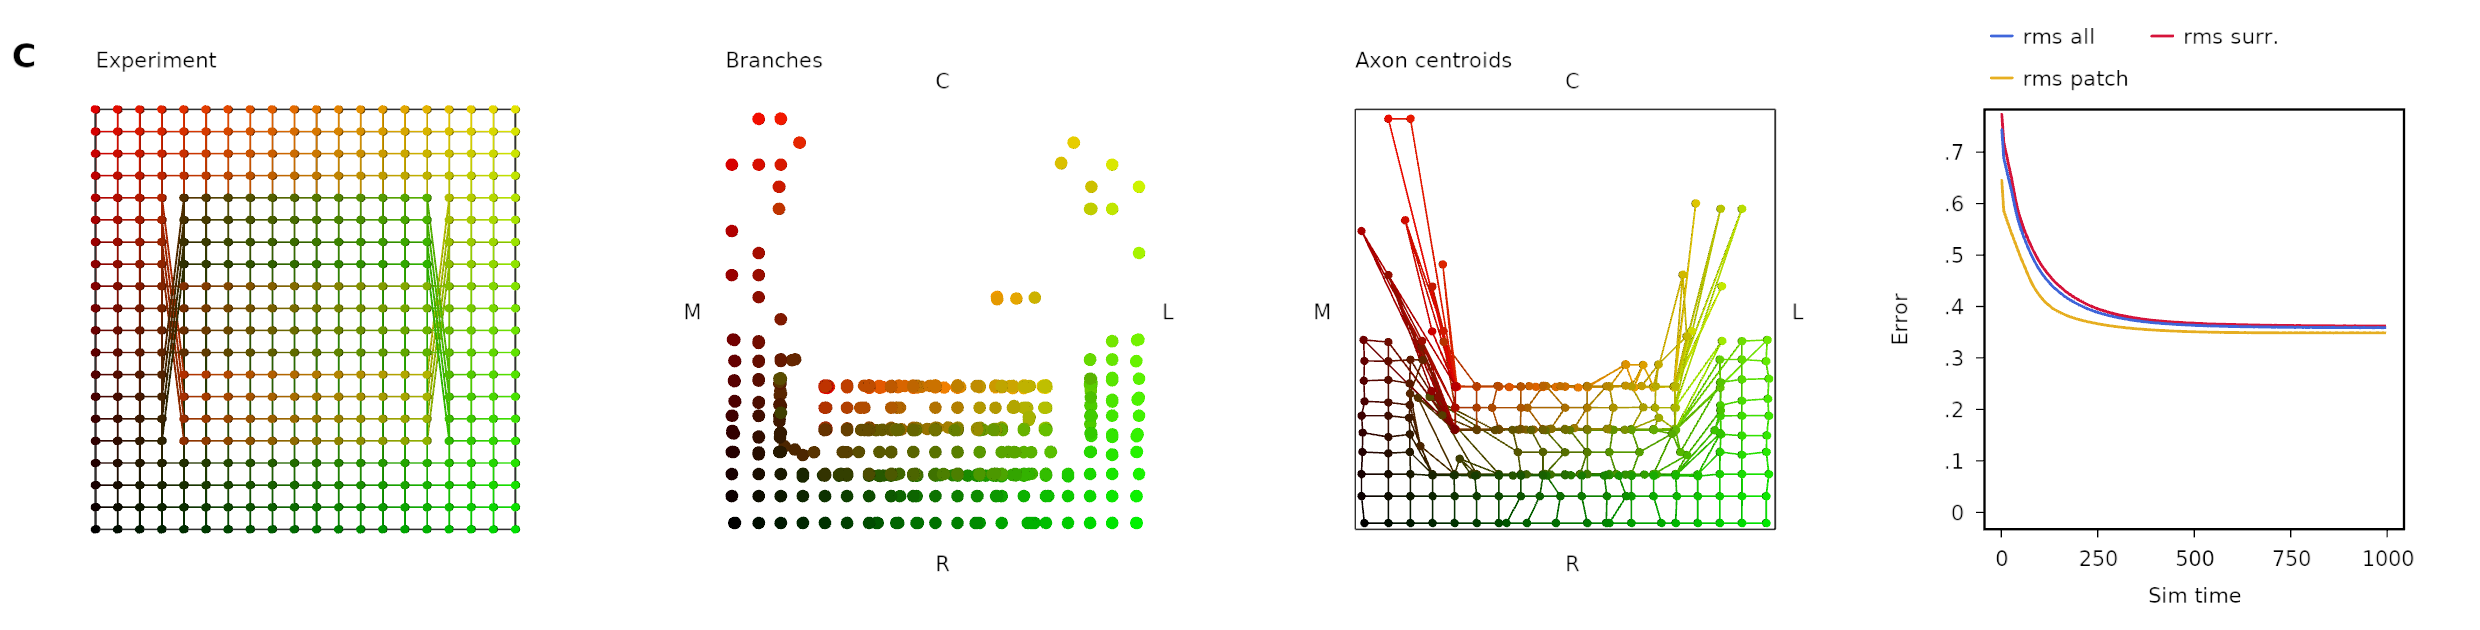 C
Experiment
Branches
C
M
L
R
Axon centroids
C
M
L
R
rms all
rms surr.
rms patch
Error
.7
.6
.5
.4
.3
.2
.1
0
0 250 500 750 1000
Sim time